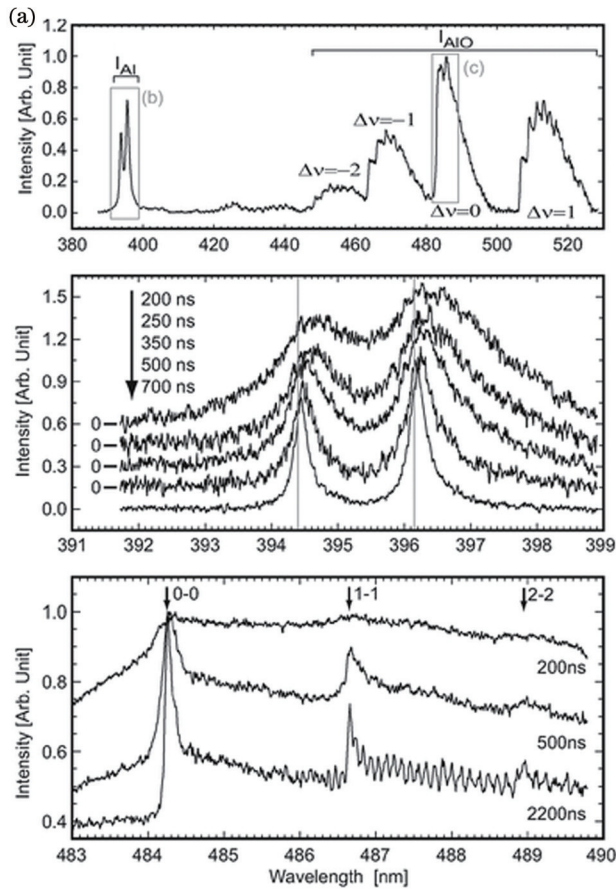 (a)
Intensity [Arb. Unit]
1.2
1.0
0.8
0.6
0.4
0.2
0.0
I_Al
(b)
I_AlO
(c)
Δν=−2
Δν=−1
Δν=0
Δν=1
380 400 420 440 460 480 500 520
Intensity [Arb. Unit]
1.5
1.2
0.9
0.6
0.3
0.0
200 ns
250 ns
350 ns
500 ns
700 ns
0
0
0
0
391 392 393 394 395 396 397 398 399
Intensity [Arb. Unit]
1.0
0.8
0.6
0.4
0-0 1-1 2-2
200ns
500ns
2200ns
483 484 485 486 487 488 489 490
Wavelength [nm]